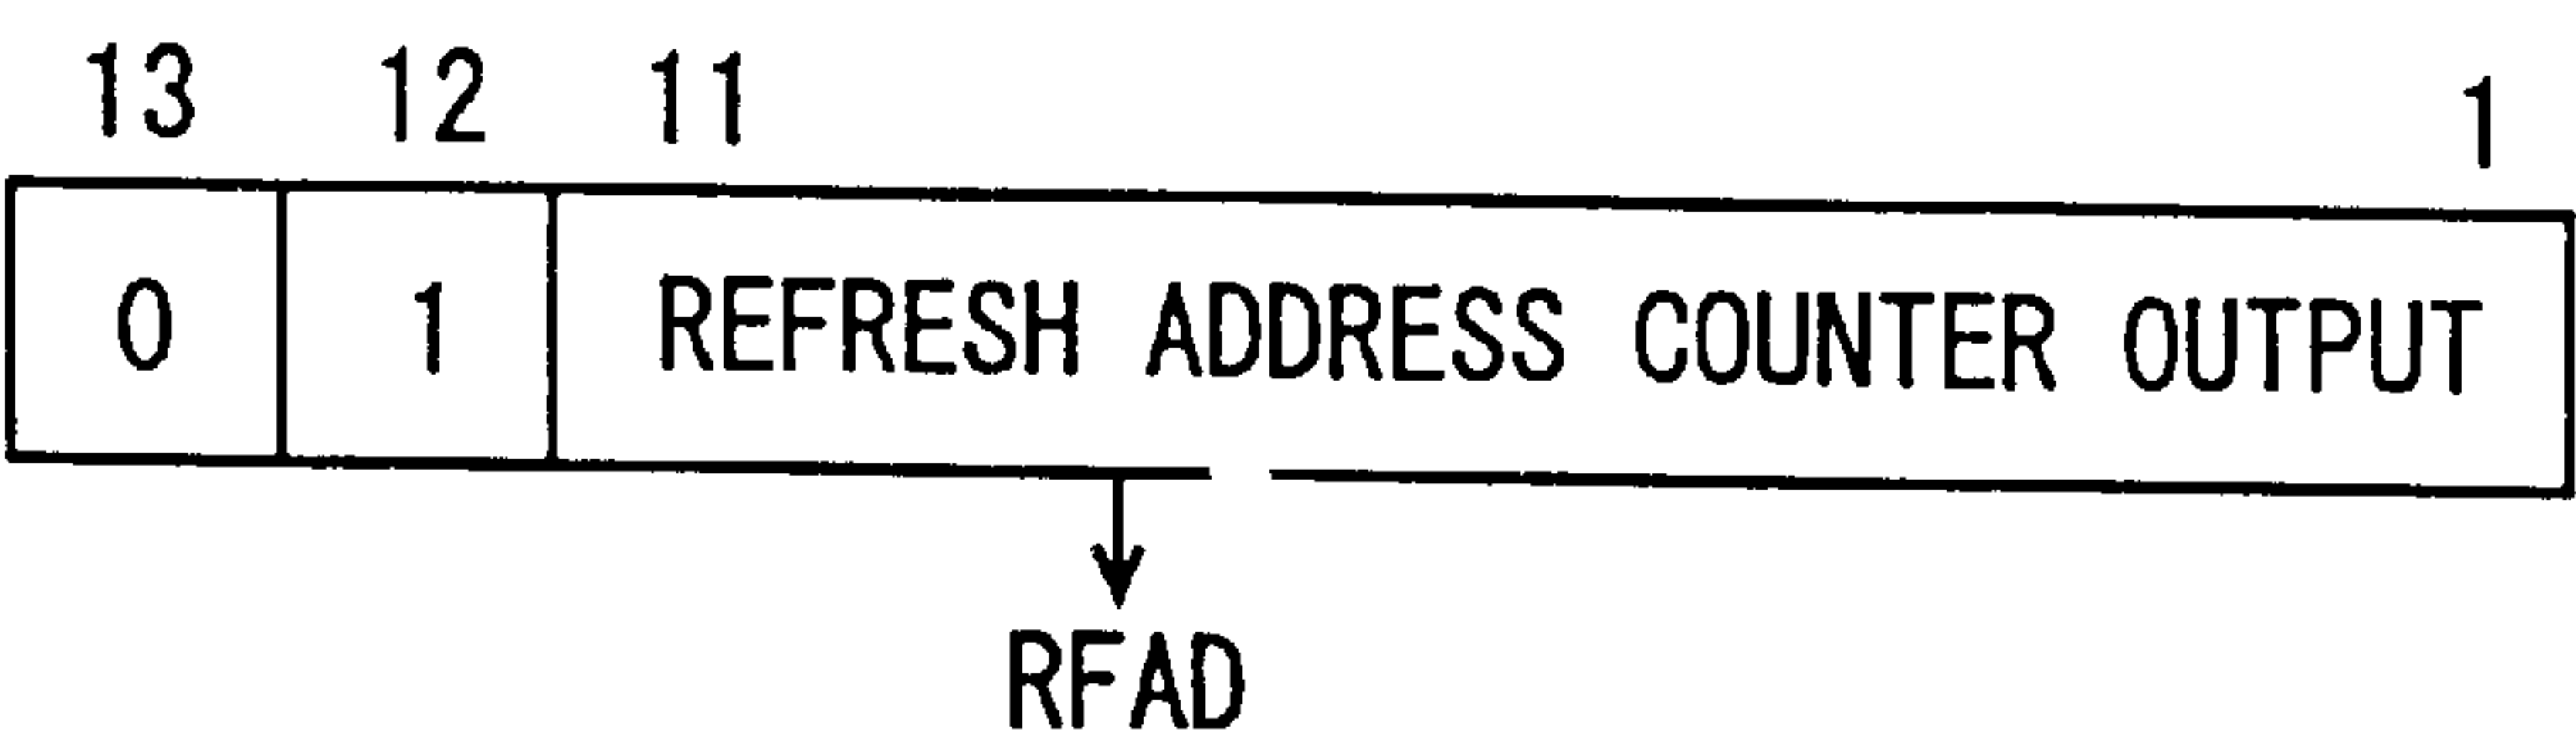 13 12 11 1
0 1 REFRESH ADDRESS COUNTER OUTPUT
RFAD